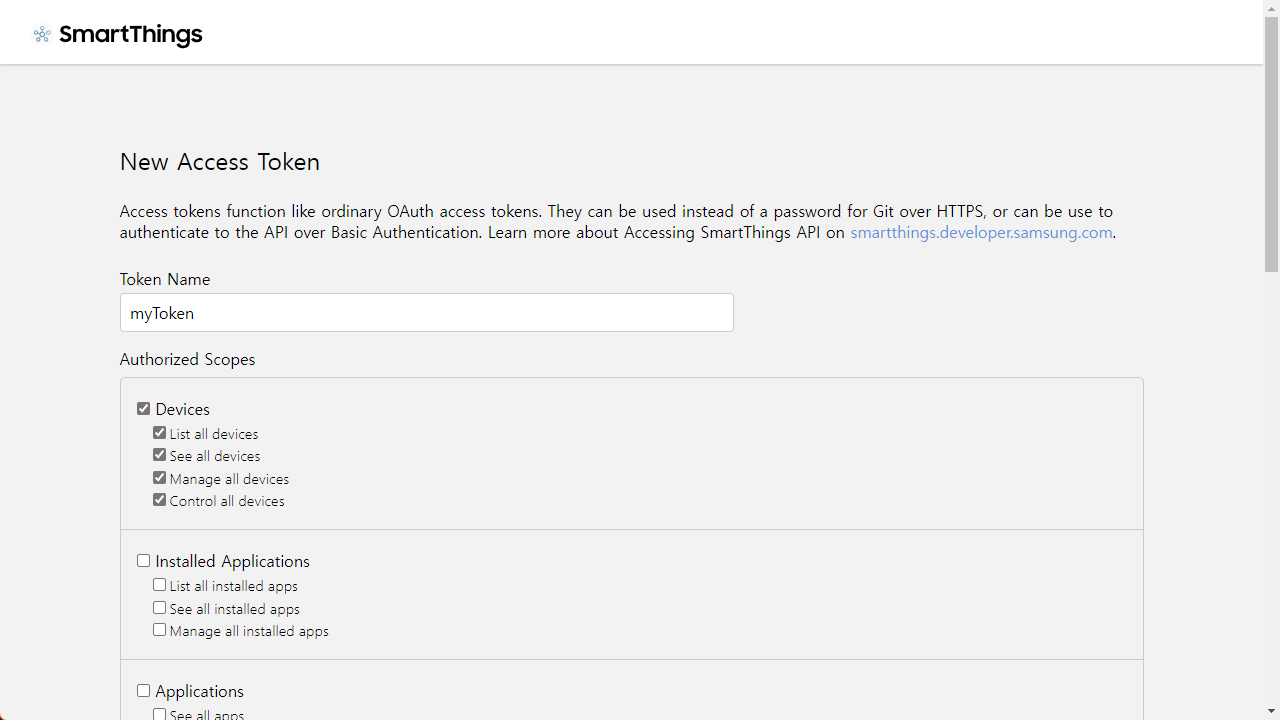 SmartThings
New Access Token
Access tokens function like ordinary OAuth access tokens. They can be used instead of a password for Git over HTTPS, or can be use to
authenticate to the API over Basic Authentication. Learn more about Accessing SmartThings API on smartthings.developer.samsung.com.
Token Name
myToken
Authorized Scopes
Devices
List all devices
See all devices
Manage all devices
Control all devices
Installed Applications
List all installed apps
See all installed apps
Manage all installed apps
Applications
See all apps